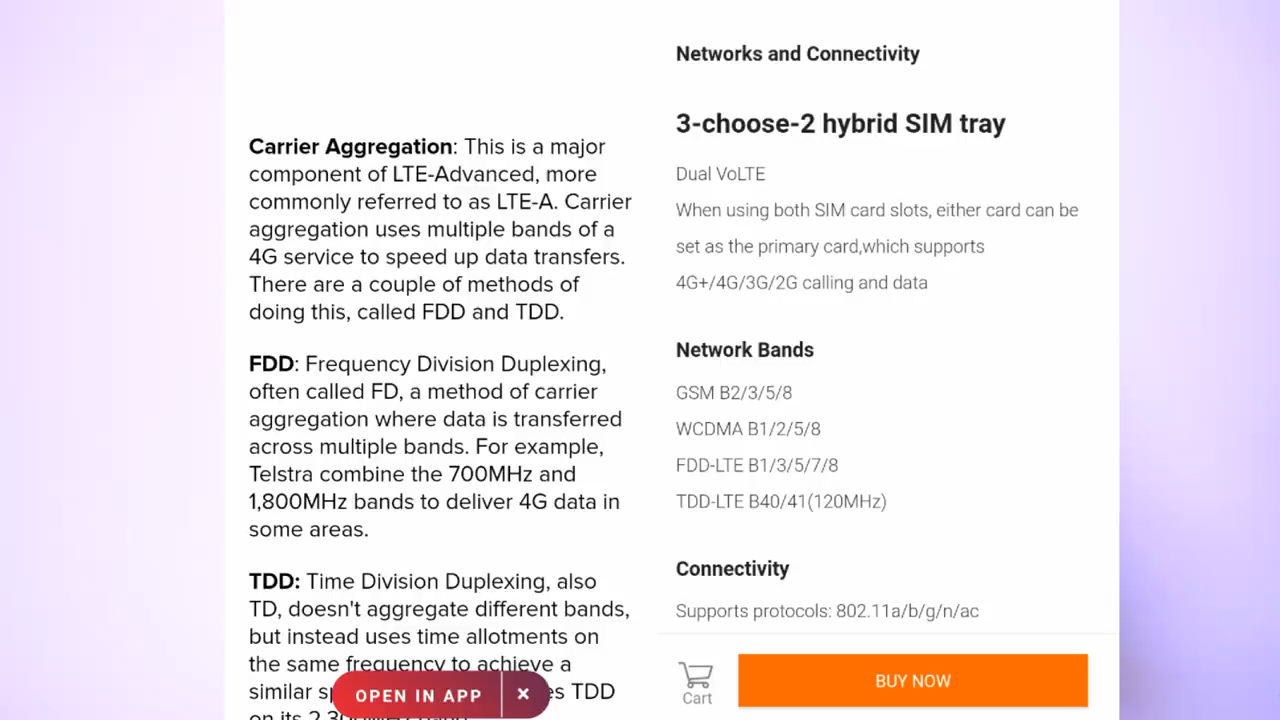 Carrier Aggregation: This is a major
component of LTE-Advanced, more
commonly referred to as LTE-A. Carrier
aggregation uses multiple bands of a
4G service to speed up data transfers.
There are a couple of methods of
doing this, called FDD and TDD.
FDD: Frequency Division Duplexing,
often called FD, a method of carrier
aggregation where data is transferred
across multiple bands. For example,
Telstra combine the 700MHz and
1,800MHz bands to deliver 4G data in
some areas.
TDD: Time Division Duplexing, also
TD, doesn't aggregate different bands,
but instead uses time allotments on
the same frequency to achieve a
similar TDD
on its
OPEN IN APP ×
Networks and Connectivity
3-choose-2 hybrid SIM tray
Dual VoLTE
When using both SIM card slots, either card can be
set as the primary card,which supports
4G+/4G/3G/2G calling and data
Network Bands
GSM B2/3/5/8
WCDMA B1/2/5/8
FDD-LTE B1/3/5/7/8
TDD-LTE B40/41(120MHz)
Connectivity
Supports protocols: 802.11a/b/g/n/ac
Cart
BUY NOW